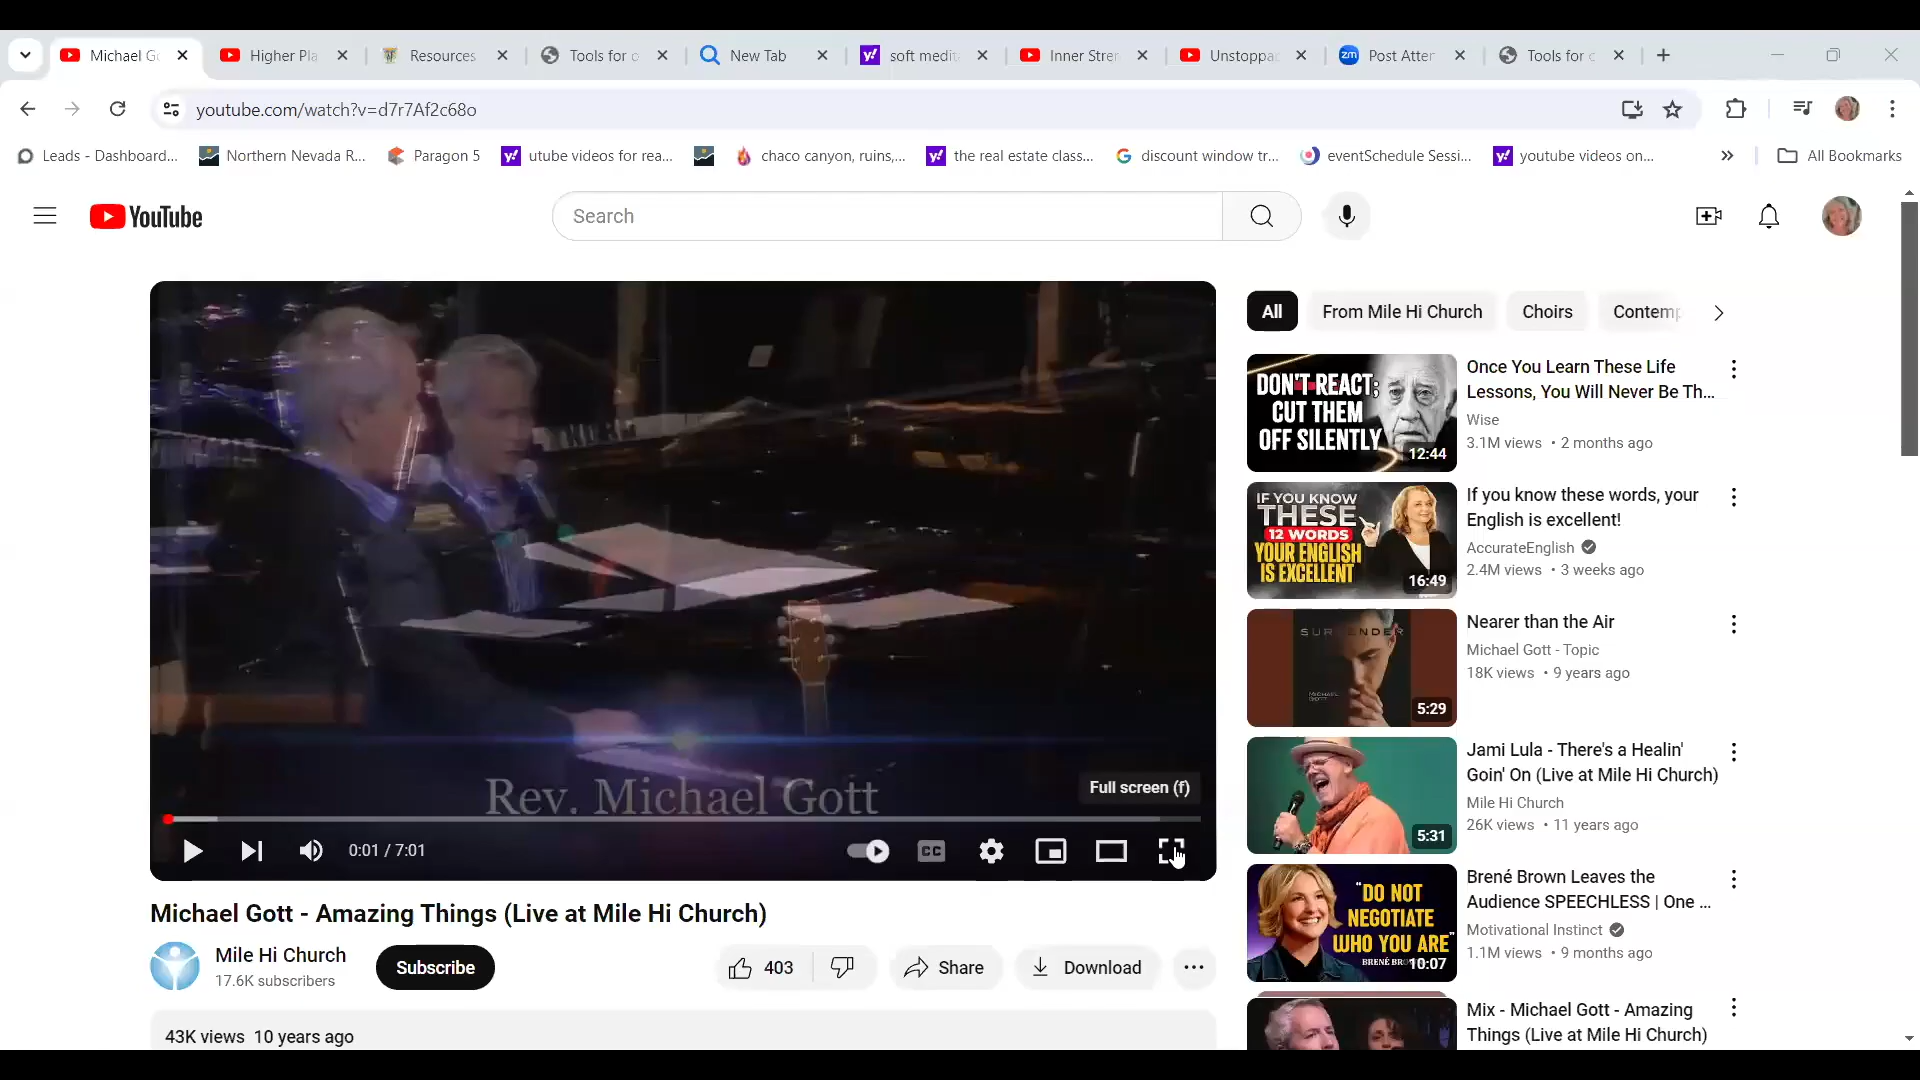 Michael G
Higher Pla
Resources
Tools for c
New Tab
soft medit
Inner Stren
Unstoppa
zm
Post Atten
Tools for c
youtube.com/watch?v=d7r7Af2c68o
Leads - Dashboard...
Northern Nevada R...
Paragon 5
utube videos for rea...
chaco canyon, ruins,...
the real estate class...
discount window tr...
eventSchedule Sessi...
youtube videos on...
All Bookmarks
YouTube
Search
All
From Mile Hi Church
Choirs
Contemp
Rev. Michael Gott
Full screen (f)
0:01 / 7:01
CC
Michael Gott - Amazing Things (Live at Mile Hi Church)
Mile Hi Church
17.6K subscribers
Subscribe
403
Share
Download
43K views 10 years ago
DON'T REACT;
CUT THEM
OFF SILENTLY
12:44
Once You Learn These Life
Lessons, You Will Never Be Th...
Wise
3.1M views • 2 months ago
IF YOU KNOW
THESE
12 WORDS
YOUR ENGLISH
IS EXCELLENT
16:49
If you know these words, your
English is excellent!
AccurateEnglish
2.4M views • 3 weeks ago
SURRENDER
MICHAEL
GOTT
5:29
Nearer than the Air
Michael Gott - Topic
18K views • 9 years ago
5:31
Jami Lula - There's a Healin'
Goin' On (Live at Mile Hi Church)
Mile Hi Church
26K views • 11 years ago
"DO NOT
NEGOTIATE
WHO YOU ARE"
10:07
Brené Brown Leaves the
Audience SPEECHLESS | One ...
Motivational Instinct
1.1M views • 9 months ago
Mix - Michael Gott - Amazing
Things (Live at Mile Hi Church)